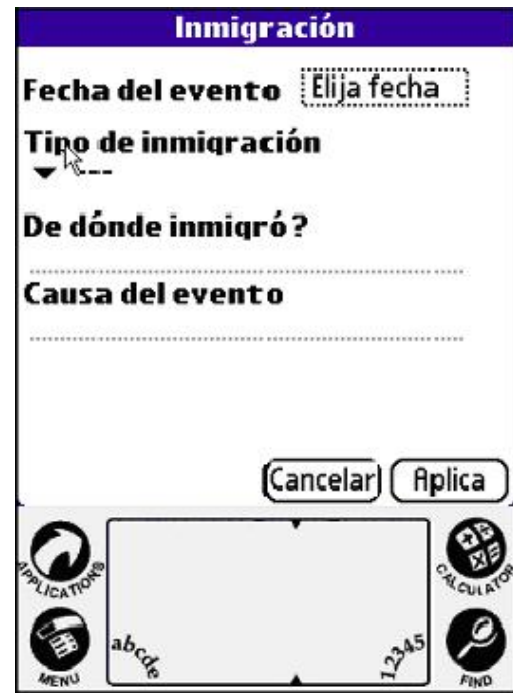 Inmigración
Fecha del evento Elija fecha
Tipo de inmigración
---
De dónde inmigró?
Causa del evento
Cancelar Aplica
APPLICATIONS
CALCULATOR
MENU
abcde
12345
FIND